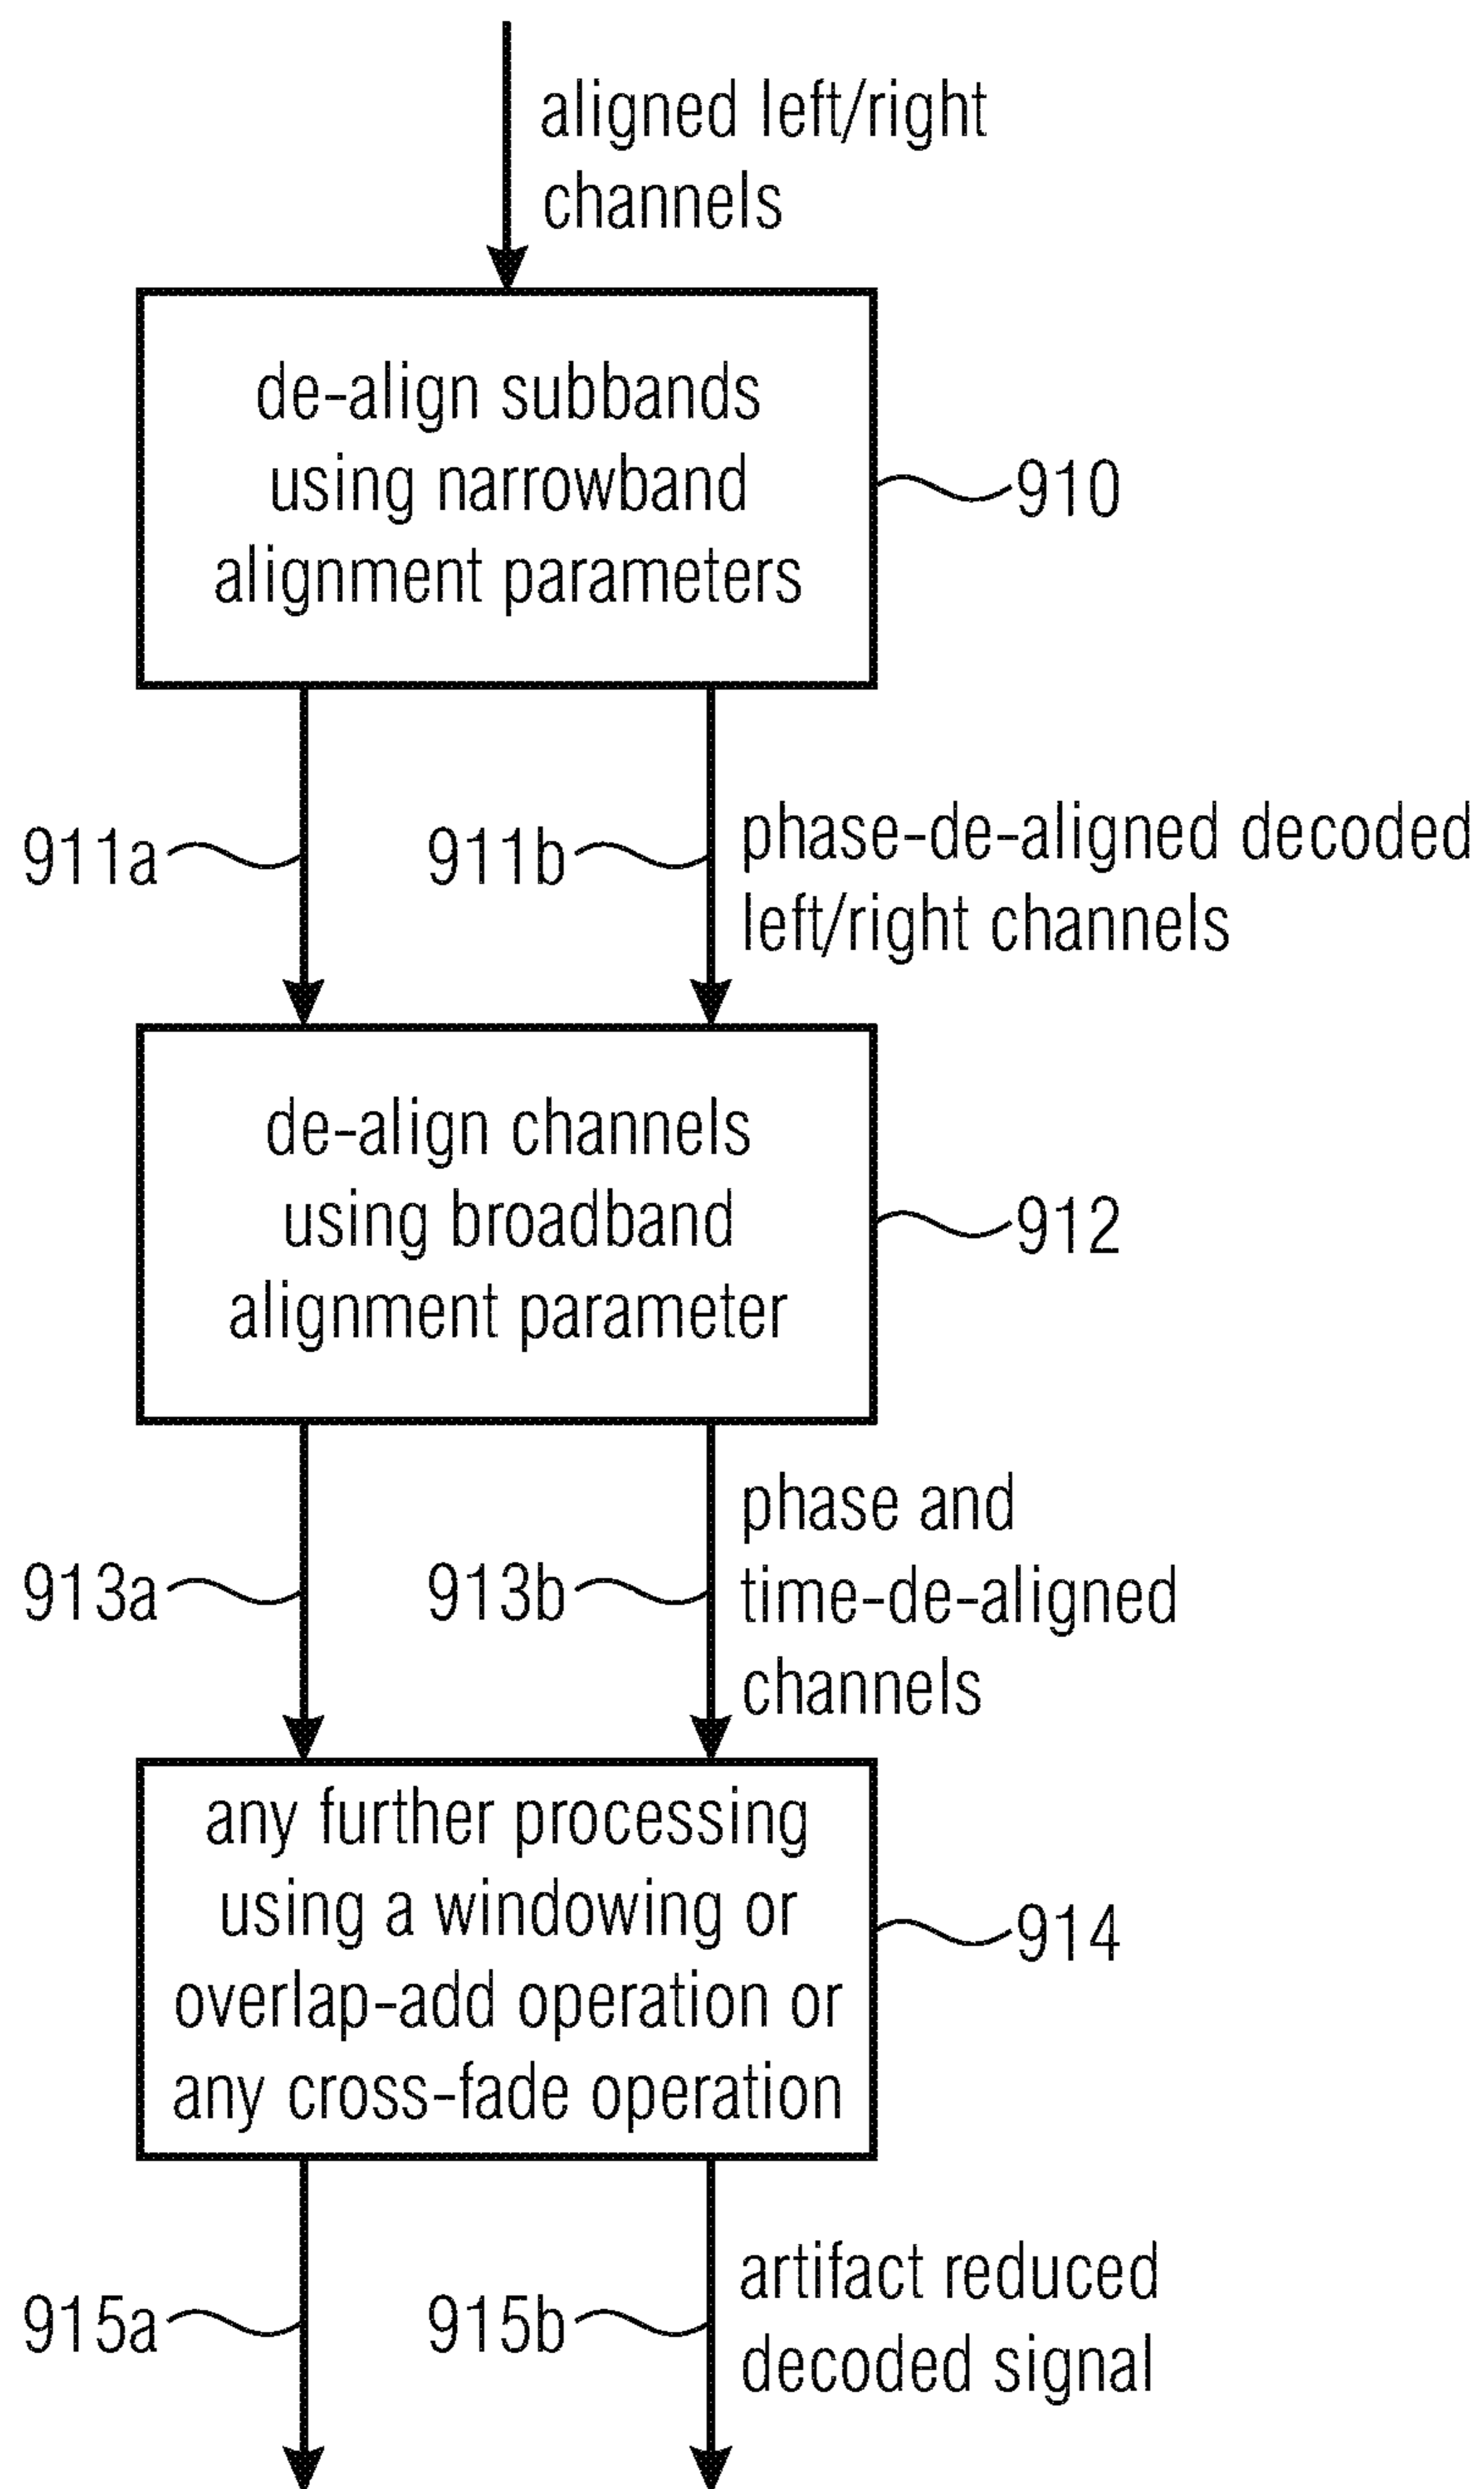 aligned left/right
channels
de-align subbands
using narrowband
alignment parameters
910
911a
911b
phase-de-aligned decoded
left/right channels
de-align channels
using broadband
alignment parameter
912
913a
913b
phase and
time-de-aligned
channels
any further processing
using a windowing or
overlap-add operation or
any cross-fade operation
914
915a
915b
artifact reduced
decoded signal